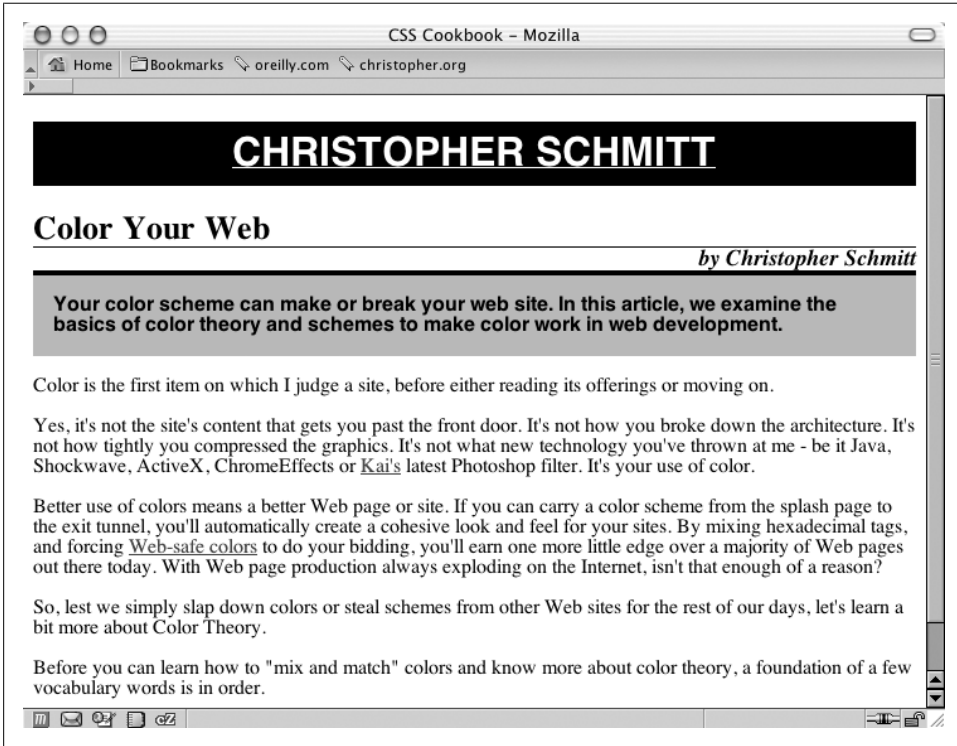 CSS Cookbook – Mozilla
Home Bookmarks oreilly.com christopher.org
CHRISTOPHER SCHMITT
Color Your Web
by Christopher Schmitt
Your color scheme can make or break your web site. In this article, we examine the
basics of color theory and schemes to make color work in web development.
Color is the first item on which I judge a site, before either reading its offerings or moving on.
Yes, it's not the site's content that gets you past the front door. It's not how you broke down the architecture. It's
not how tightly you compressed the graphics. It's not what new technology you've thrown at me - be it Java,
Shockwave, ActiveX, ChromeEffects or Kai's latest Photoshop filter. It's your use of color.
Better use of colors means a better Web page or site. If you can carry a color scheme from the splash page to
the exit tunnel, you'll automatically create a cohesive look and feel for your sites. By mixing hexadecimal tags,
and forcing Web-safe colors to do your bidding, you'll earn one more little edge over a majority of Web pages
out there today. With Web page production always exploding on the Internet, isn't that enough of a reason?
So, lest we simply slap down colors or steal schemes from other Web sites for the rest of our days, let's learn a
bit more about Color Theory.
Before you can learn how to "mix and match" colors and know more about color theory, a foundation of a few
vocabulary words is in order.